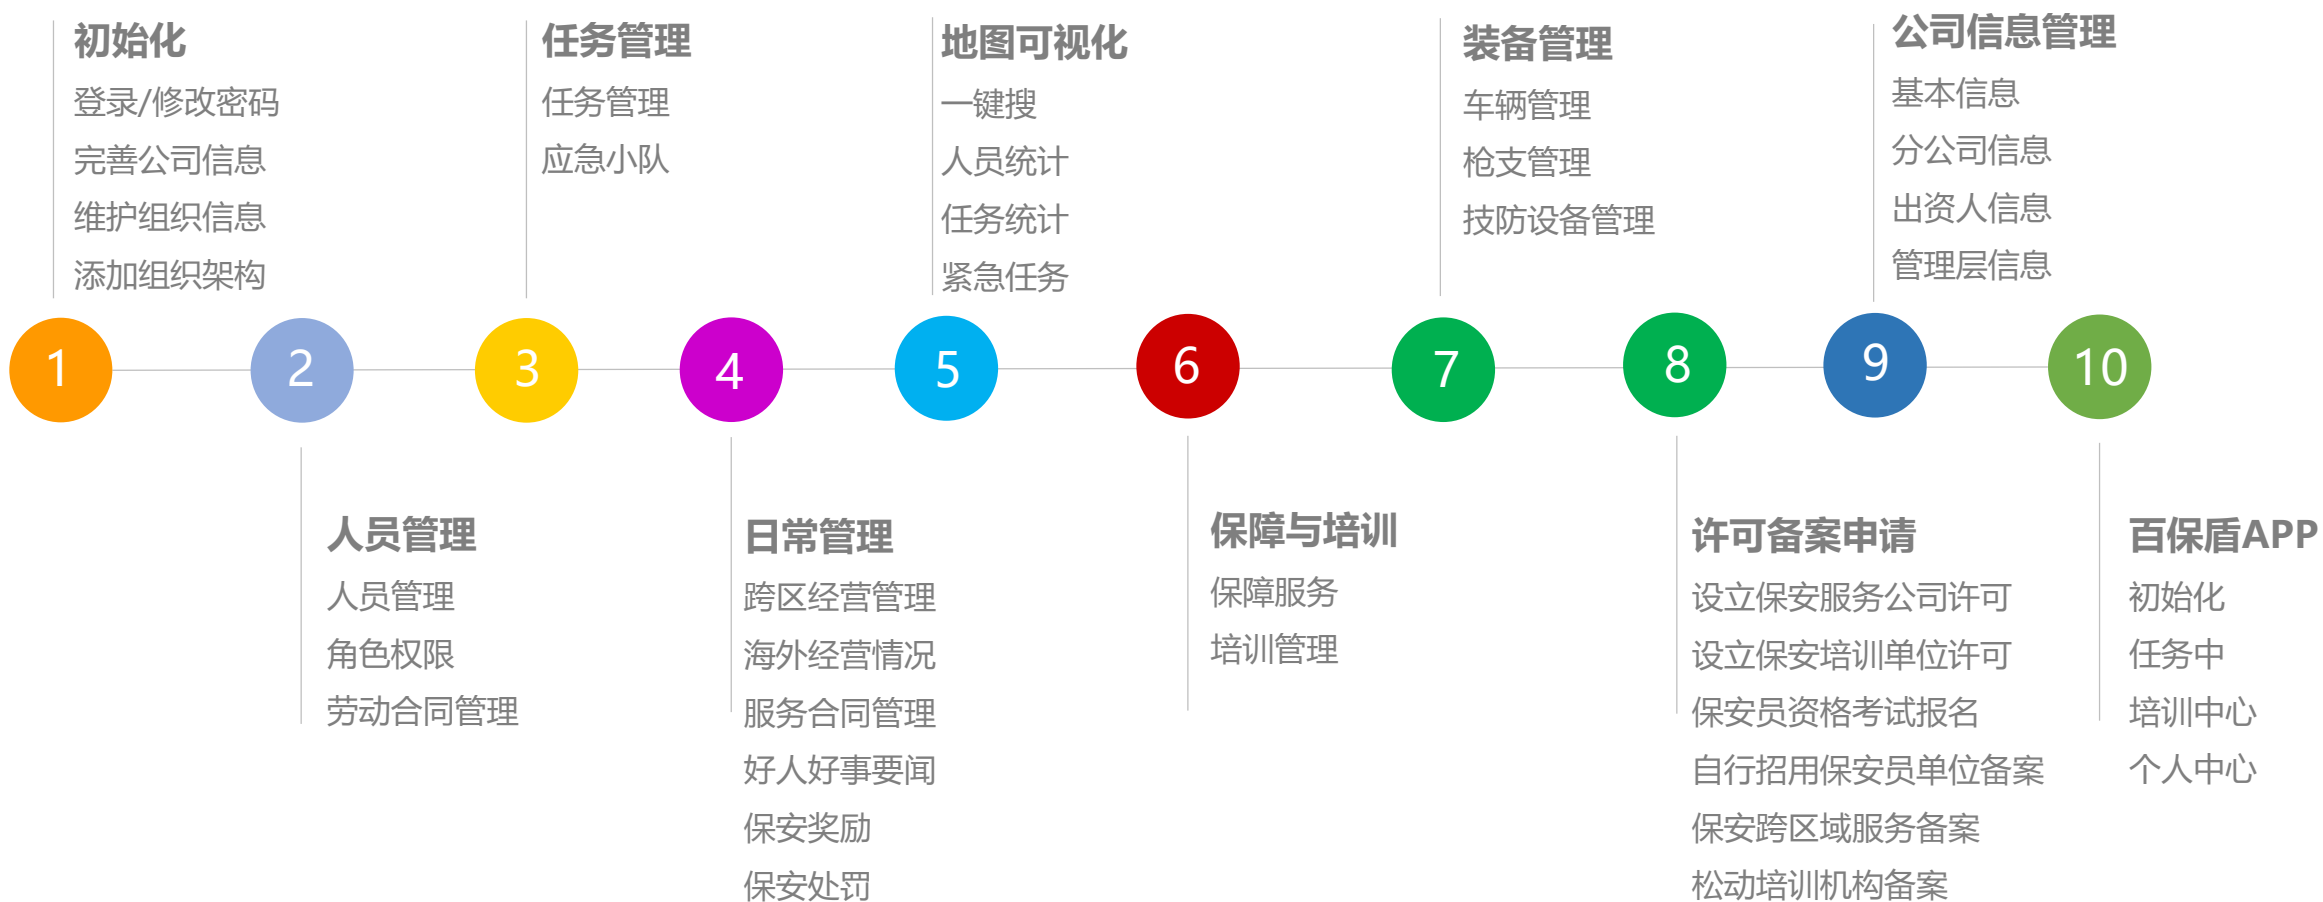 初始化
登录/修改密码
完善公司信息
维护组织信息
添加组织架构
任务管理
任务管理
应急小队
地图可视化
一键搜
人员统计
任务统计
紧急任务
装备管理
车辆管理
枪支管理
技防设备管理
公司信息管理
基本信息
分公司信息
出资人信息
管理层信息
1
2
3
4
5
6
7
8
9
10
人员管理
人员管理
角色权限
劳动合同管理
日常管理
跨区经营管理
海外经营情况
服务合同管理
好人好事要闻
保安奖励
保安处罚
保障与培训
保障服务
培训管理
许可备案申请
设立保安服务公司许可
设立保安培训单位许可
保安员资格考试报名
自行招用保安员单位备案
保安跨区域服务备案
松动培训机构备案
百保盾APP
初始化
任务中
培训中心
个人中心